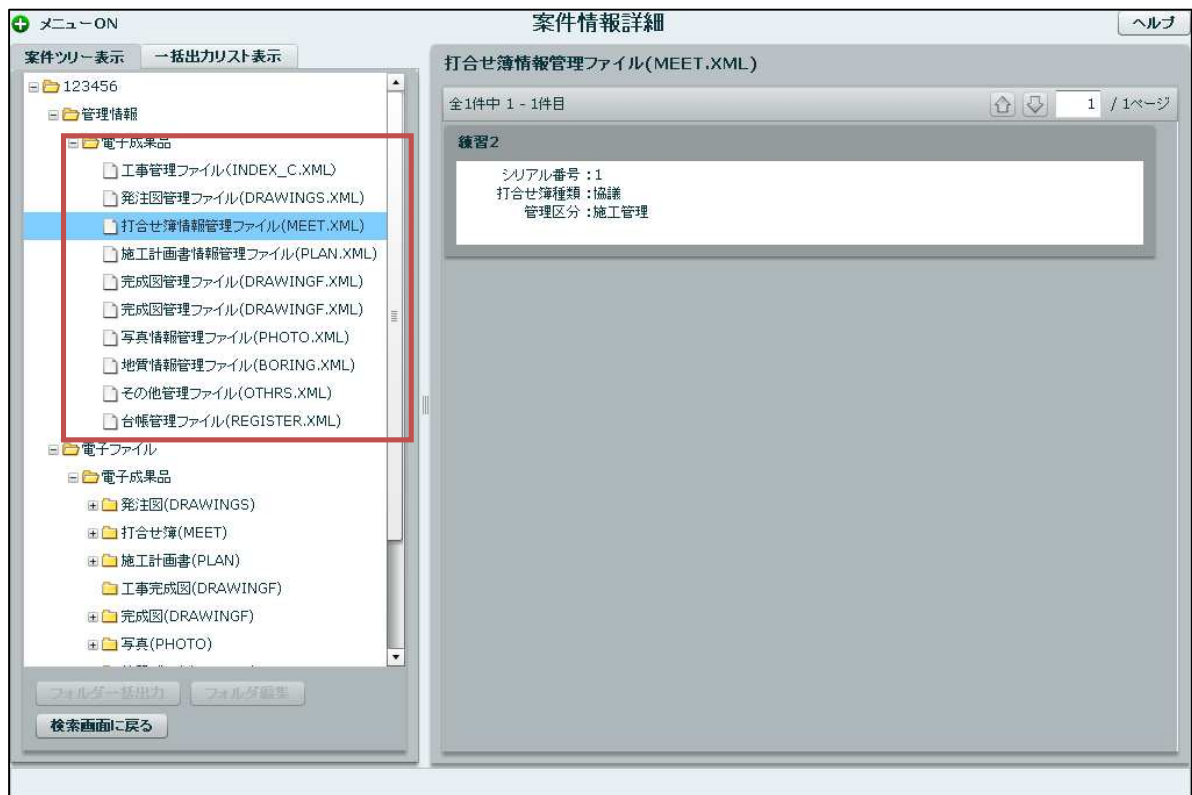 メニューON
案件情報詳細
ヘルプ
案件ツリー表示
一括出力リスト表示
123456
管理情報
電子成果品
工事管理ファイル(INDEX_C.XML)
発注図管理ファイル(DRAWINGS.XML)
打合せ簿情報管理ファイル(MEET.XML)
施工計画書情報管理ファイル(PLAN.XML)
完成図管理ファイル(DRAWINGF.XML)
完成図管理ファイル(DRAWINGF.XML)
写真情報管理ファイル(PHOTO.XML)
地質情報管理ファイル(BORING.XML)
その他管理ファイル(OTHRS.XML)
台帳管理ファイル(REGISTER.XML)
電子ファイル
電子成果品
発注図(DRAWINGS)
打合せ簿(MEET)
施工計画書(PLAN)
工事完成図(DRAWINGF)
完成図(DRAWINGF)
写真(PHOTO)
フォルダ一括出力
フォルダ編集
検索画面に戻る
打合せ簿情報管理ファイル(MEET.XML)
全1件中 1 - 1件目
1 / 1ページ
練習2
シリアル番号 : 1
打合せ簿種類 : 協議
管理区分 : 施工管理